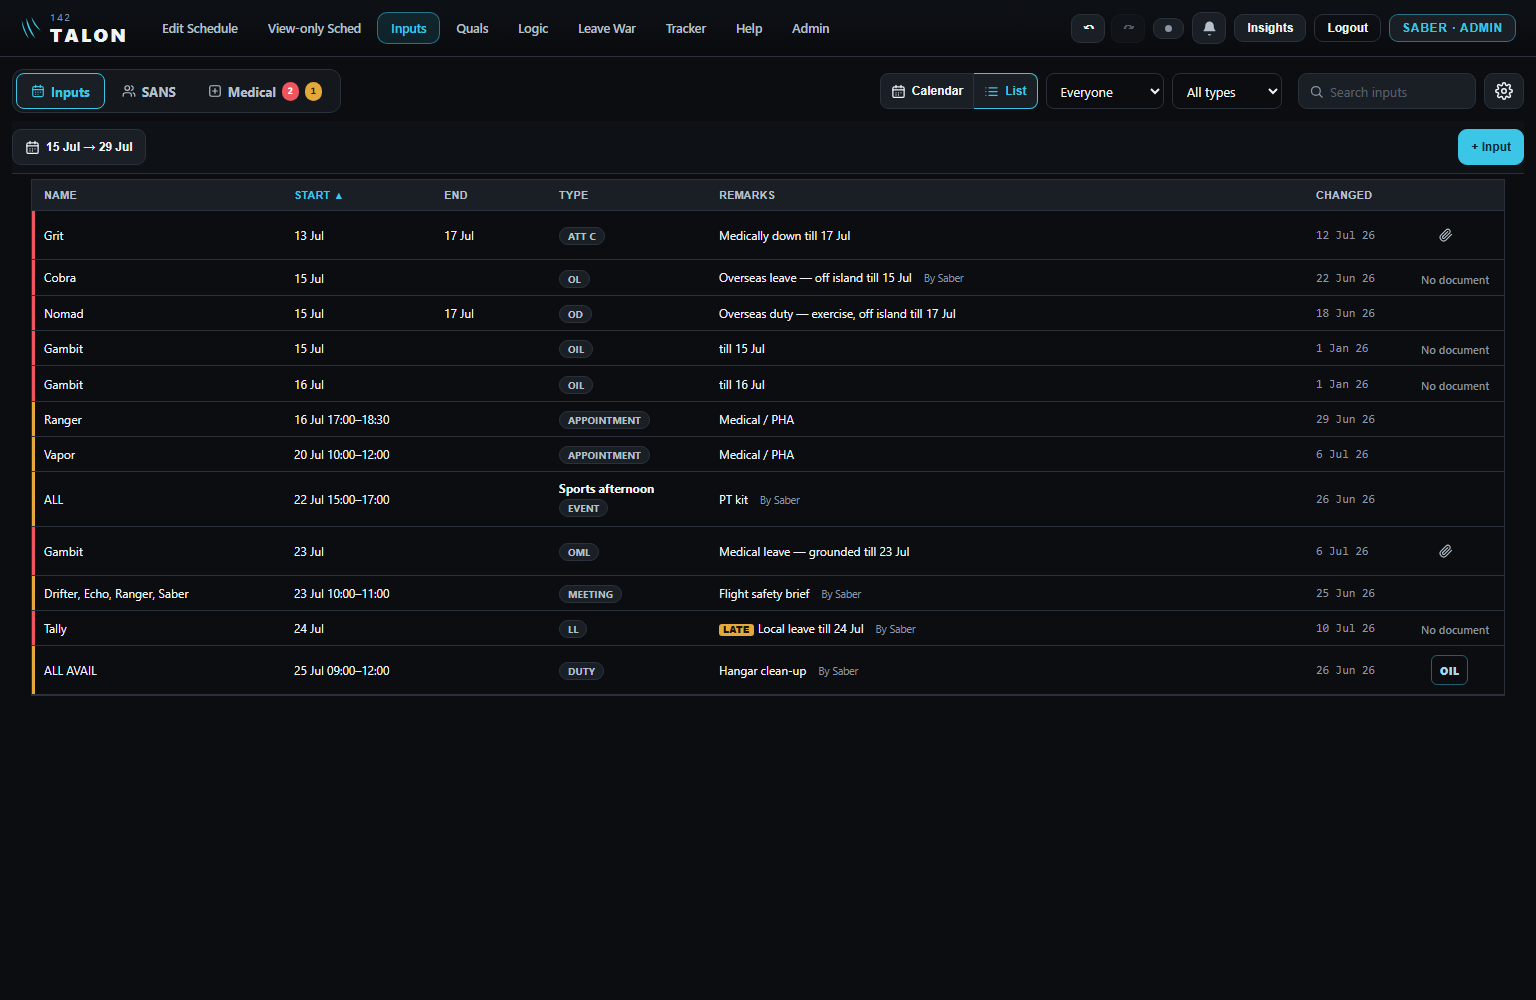 142
TALON
Edit Schedule
View-only Sched
Inputs
Quals
Logic
Leave War
Tracker
Help
Admin
Insights
Logout
SABER · ADMIN
Inputs
SANS
Medical 2 1
Calendar
List
Everyone
All types
Search inputs
15 Jul → 29 Jul
+ Input
NAME START ▲ END TYPE REMARKS CHANGED
Grit 13 Jul 17 Jul ATT C Medically down till 17 Jul 12 Jul 26
Cobra 15 Jul OL Overseas leave — off island till 15 Jul By Saber 22 Jun 26 No document
Nomad 15 Jul 17 Jul OD Overseas duty — exercise, off island till 17 Jul 18 Jun 26
Gambit 15 Jul OIL till 15 Jul 1 Jan 26 No document
Gambit 16 Jul OIL till 16 Jul 1 Jan 26 No document
Ranger 16 Jul 17:00–18:30 APPOINTMENT Medical / PHA 29 Jun 26
Vapor 20 Jul 10:00–12:00 APPOINTMENT Medical / PHA 6 Jul 26
Sports afternoon
ALL 22 Jul 15:00–17:00 EVENT PT kit By Saber 26 Jun 26
Gambit 23 Jul OML Medical leave — grounded till 23 Jul 6 Jul 26
Drifter, Echo, Ranger, Saber 23 Jul 10:00–11:00 MEETING Flight safety brief By Saber 25 Jun 26
Tally 24 Jul LL LATE Local leave till 24 Jul By Saber 10 Jul 26 No document
ALL AVAIL 25 Jul 09:00–12:00 DUTY Hangar clean-up By Saber 26 Jun 26 OIL